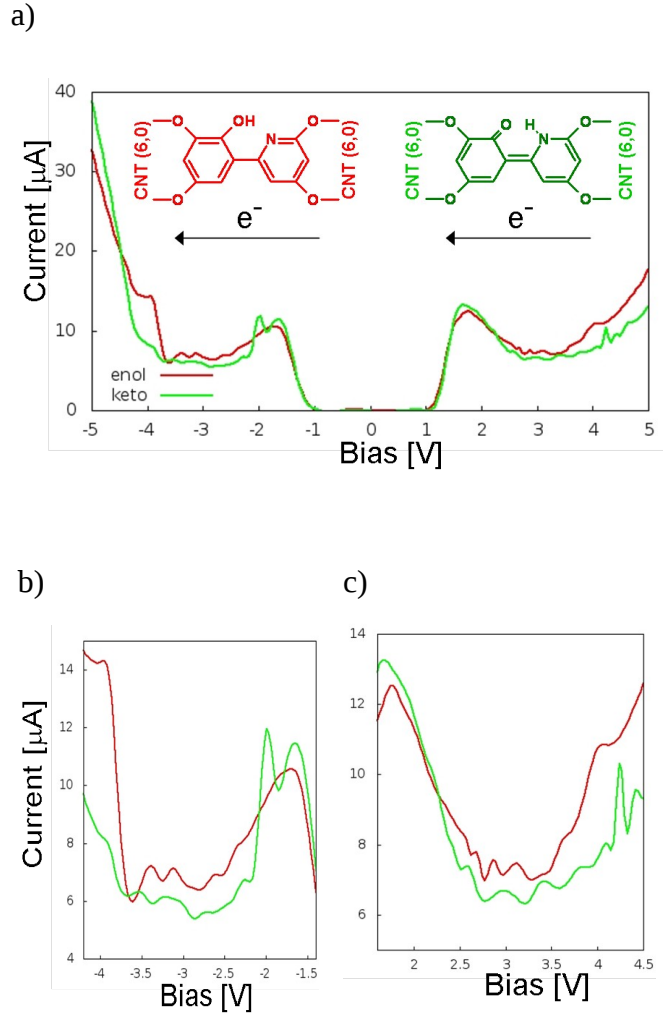 a)
40
30
20
10
0
Current [µA]
CNT (6,0)
O
OH
O
N
O
O
CNT (6,0)
CNT (6,0)
O
O
H
N
O
O
O
CNT (6,0)
e⁻
e⁻
enol
keto
-5 -4 -3 -2 -1 0 1 2 3 4 5
Bias [V]
b)
14
12
10
8
6
4
Current [µA]
-4 -3.5 -3 -2.5 -2 -1.5 -1.4
Bias [V]
c)
14
12
10
8
6
2 2.5 3 3.5 4 4.5
Bias [V]